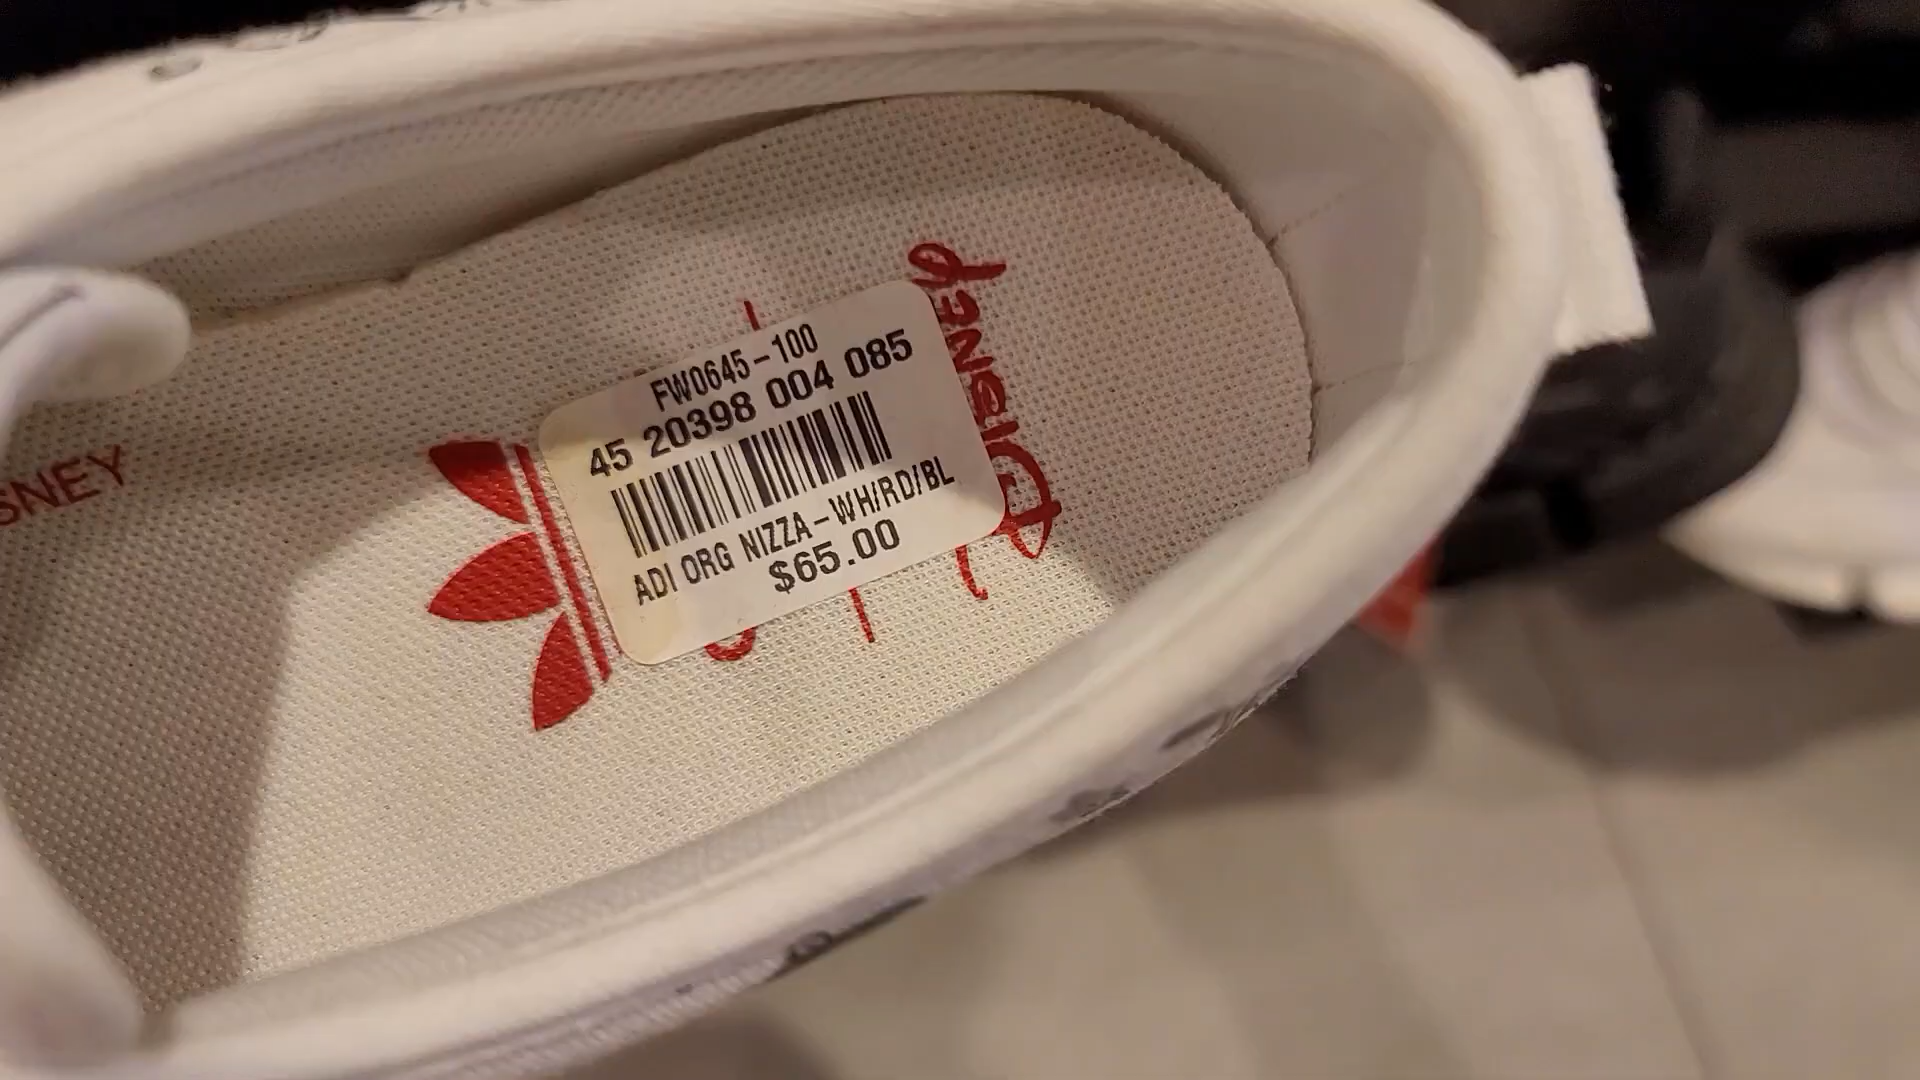 FW0645-100
45 20398 004 085
ADI ORG NIZZA-WH/RD/BL
$65.00
Disney
SNEY